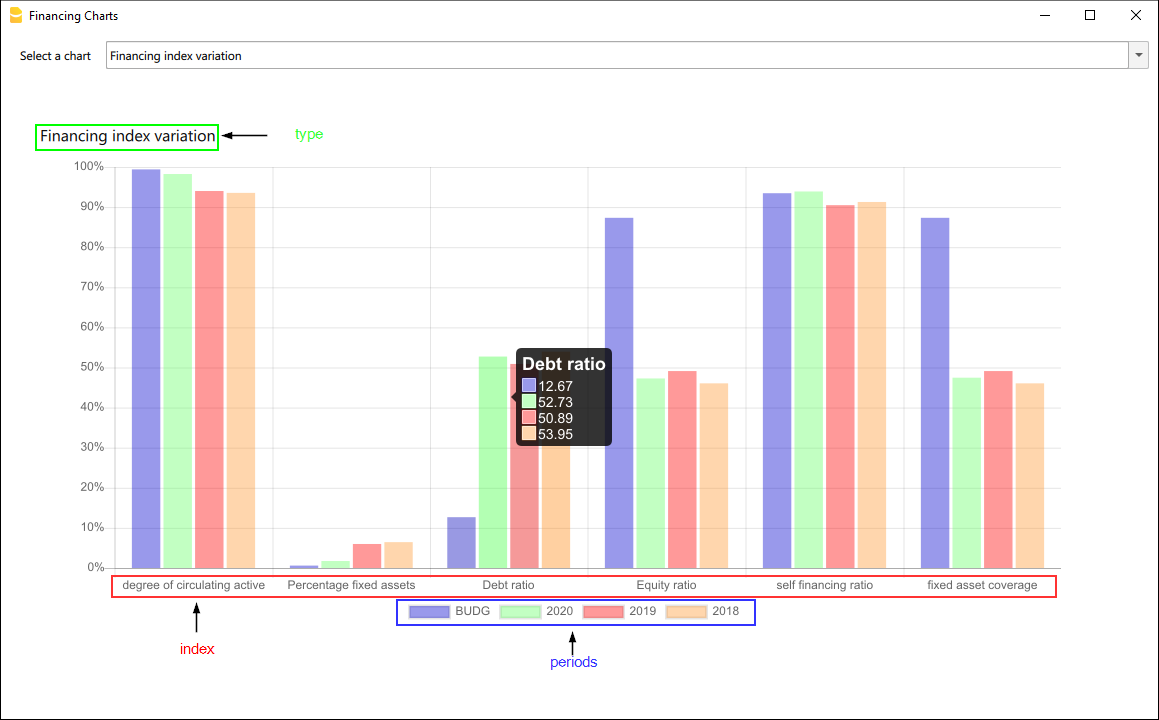 Financing Charts
Select a chart Financing index variation
Financing index variation type
100%
90%
80%
70%
60%
50%
40%
30%
20%
10%
0%
Debt ratio
12.67
52.73
50.89
53.95
degree of circulating active Percentage fixed assets Debt ratio Equity ratio self financing ratio fixed asset coverage
BUDG 2020 2019 2018
index
periods